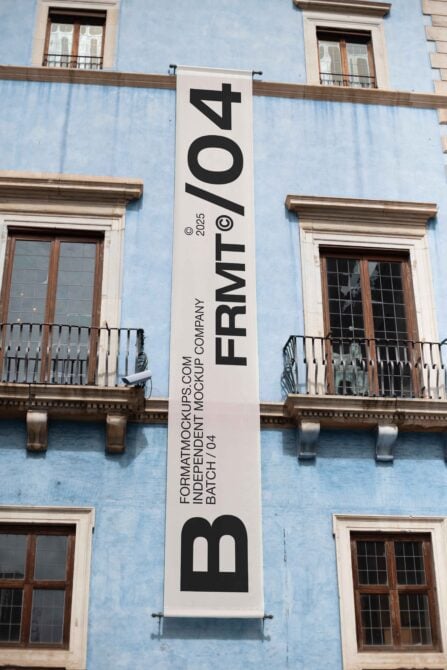 B
FORMATMOCKUPS.COM
INDEPENDENT MOCKUP COMPANY
BATCH / 04
FRMT©
©
2025
/04